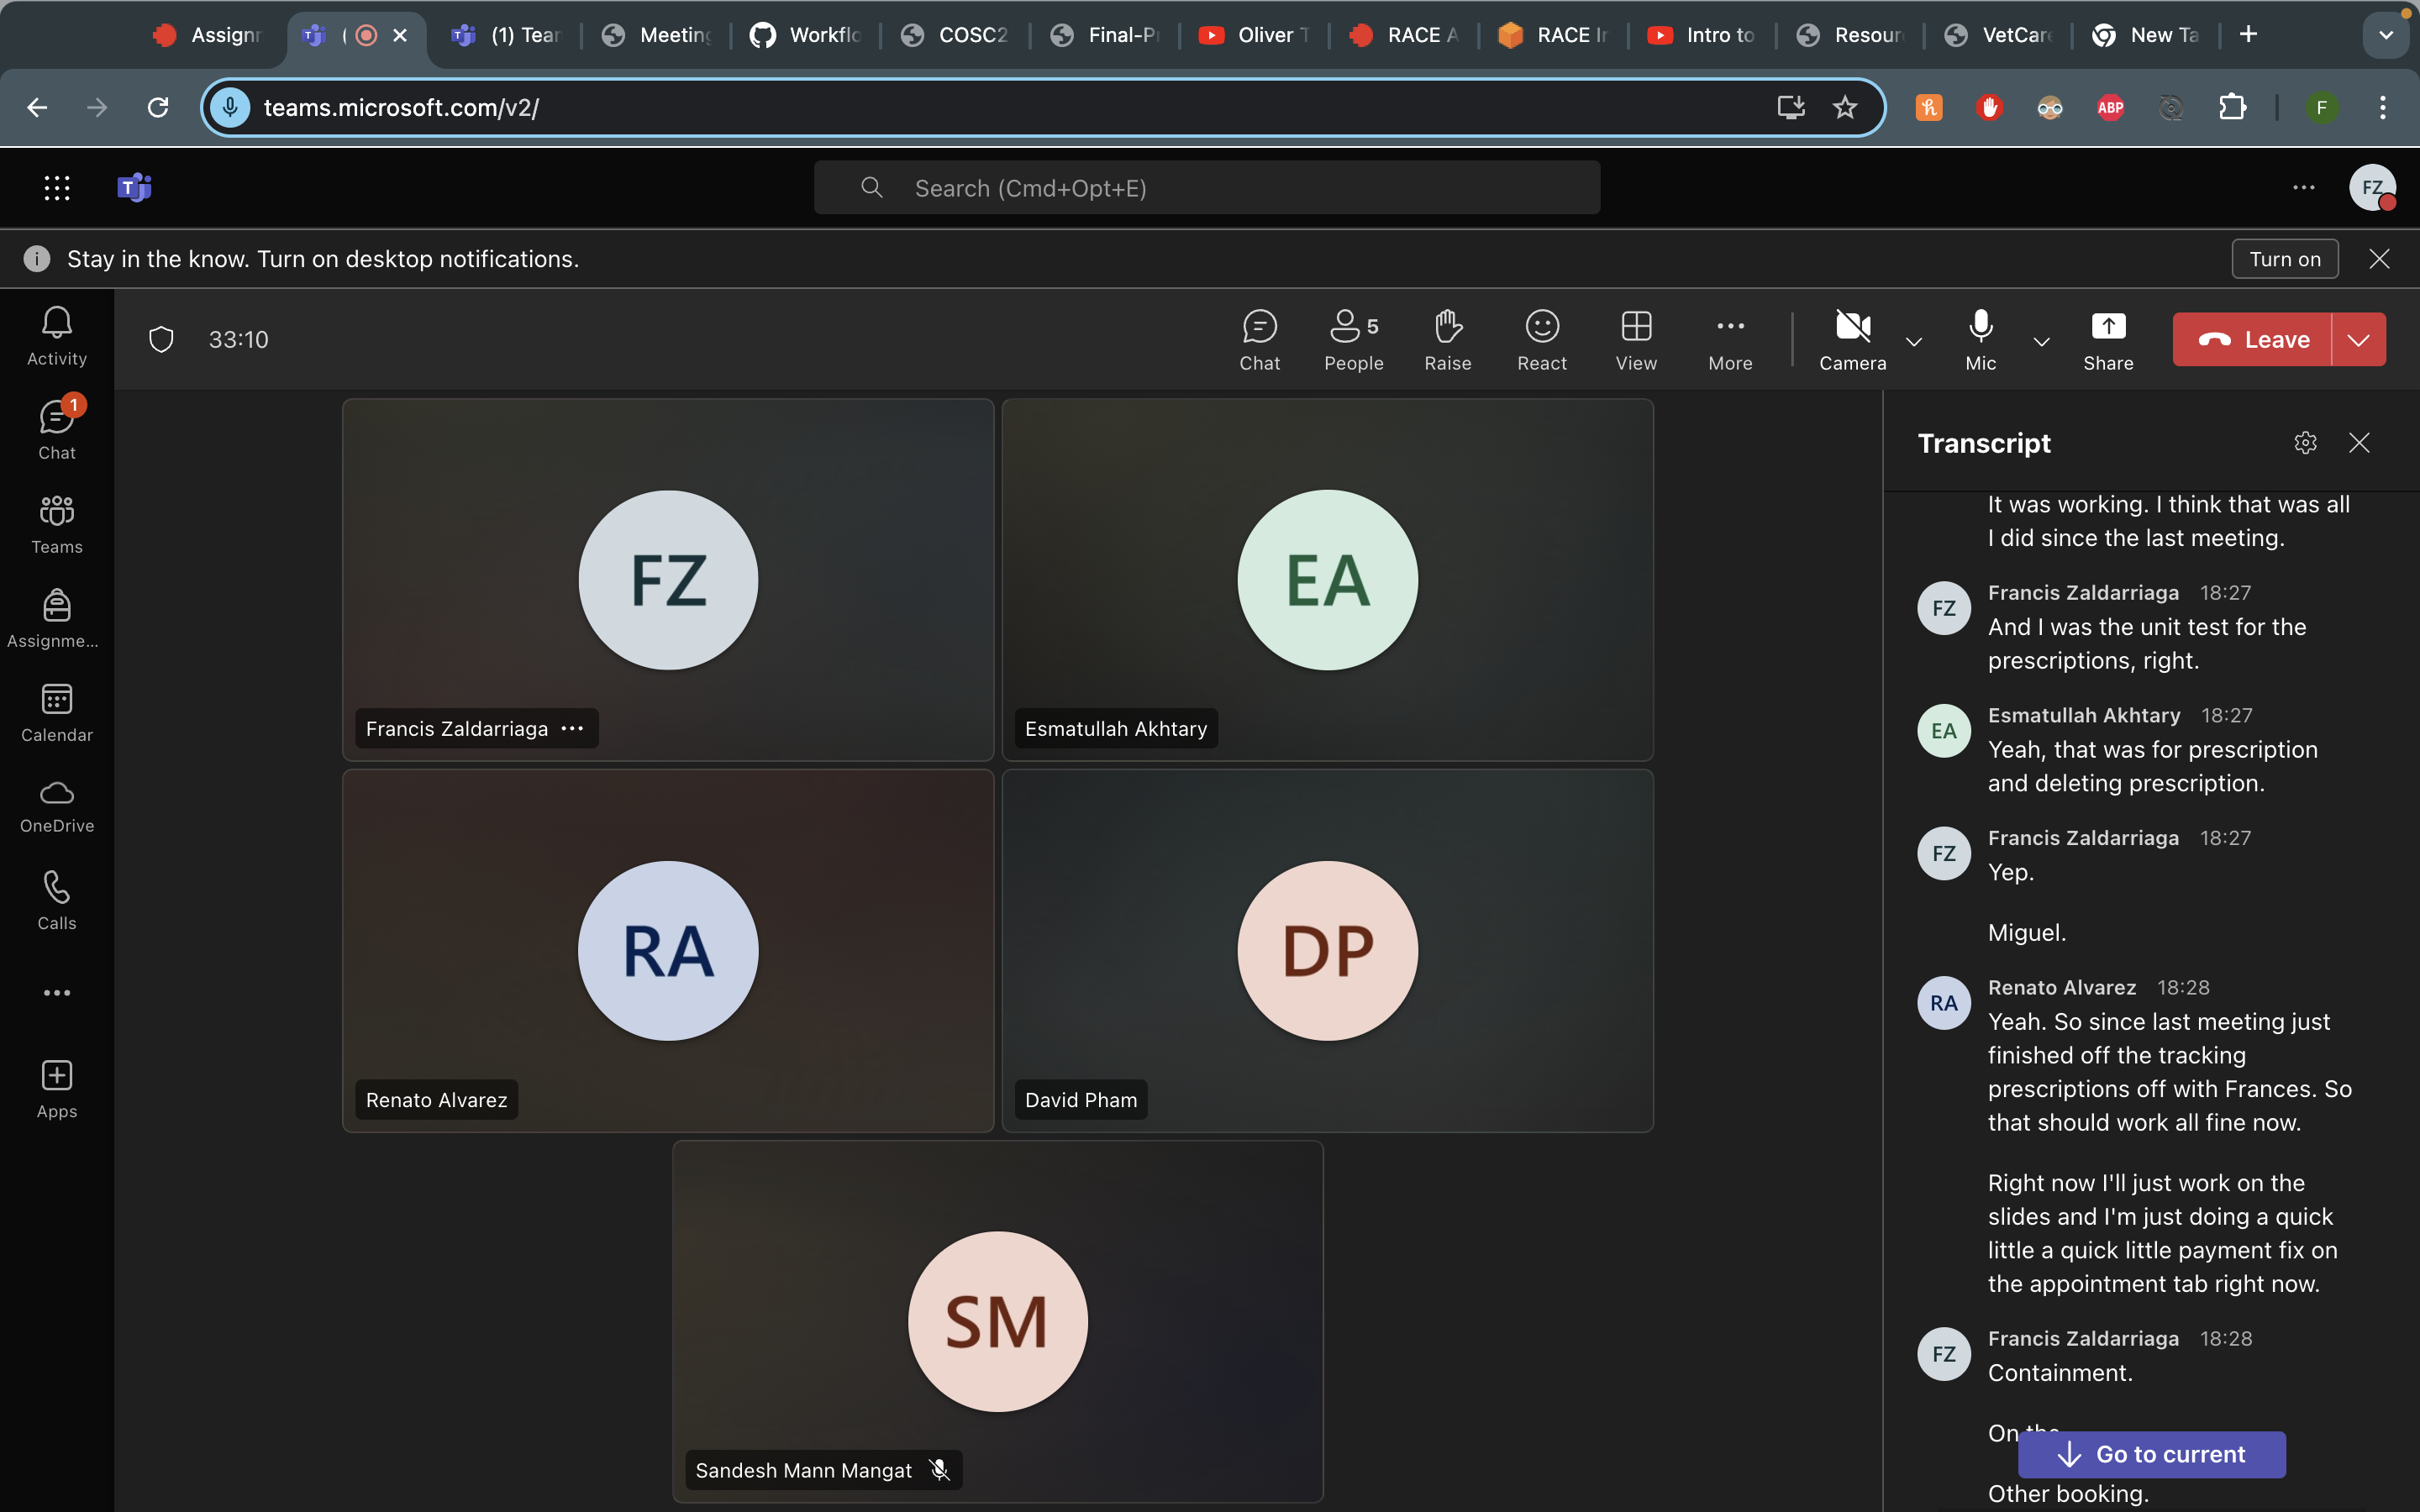 Assignr
(
(1) Tear
Meeting
Workflo
COSC2
Final-Pr
Oliver T
RACE A
RACE Ir
Intro to
Resour
VetCare
New Ta
teams.microsoft.com/v2/
ABP
F
Search (Cmd+Opt+E)
FZ
Stay in the know. Turn on desktop notifications.
Turn on
Activity
1
Chat
Teams
Assignme...
Calendar
OneDrive
Calls
Apps
33:10
Chat
5
People
Raise
React
View
More
Camera
Mic
Share
Leave
FZ
Francis Zaldarriaga
EA
Esmatullah Akhtary
RA
Renato Alvarez
DP
David Pham
SM
Sandesh Mann Mangat
Transcript
It was working. I think that was all
I did since the last meeting.
FZ
Francis Zaldarriaga 18:27
And I was the unit test for the
prescriptions, right.
EA
Esmatullah Akhtary 18:27
Yeah, that was for prescription
and deleting prescription.
FZ
Francis Zaldarriaga 18:27
Yep.
Miguel.
RA
Renato Alvarez 18:28
Yeah. So since last meeting just
finished off the tracking
prescriptions off with Frances. So
that should work all fine now.
Right now I'll just work on the
slides and I'm just doing a quick
little a quick little payment fix on
the appointment tab right now.
FZ
Francis Zaldarriaga 18:28
Containment.
On the
Go to current
Other booking.